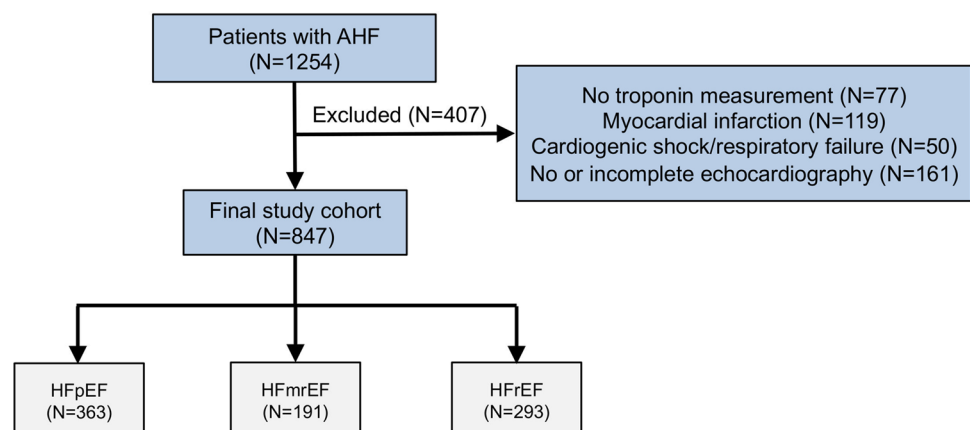 Patients with AHF
(N=1254)
Excluded (N=407)
No troponin measurement (N=77)
Myocardial infarction (N=119)
Cardiogenic shock/respiratory failure (N=50)
No or incomplete echocardiography (N=161)
Final study cohort
(N=847)
HFpEF
(N=363)
HFmrEF
(N=191)
HFrEF
(N=293)